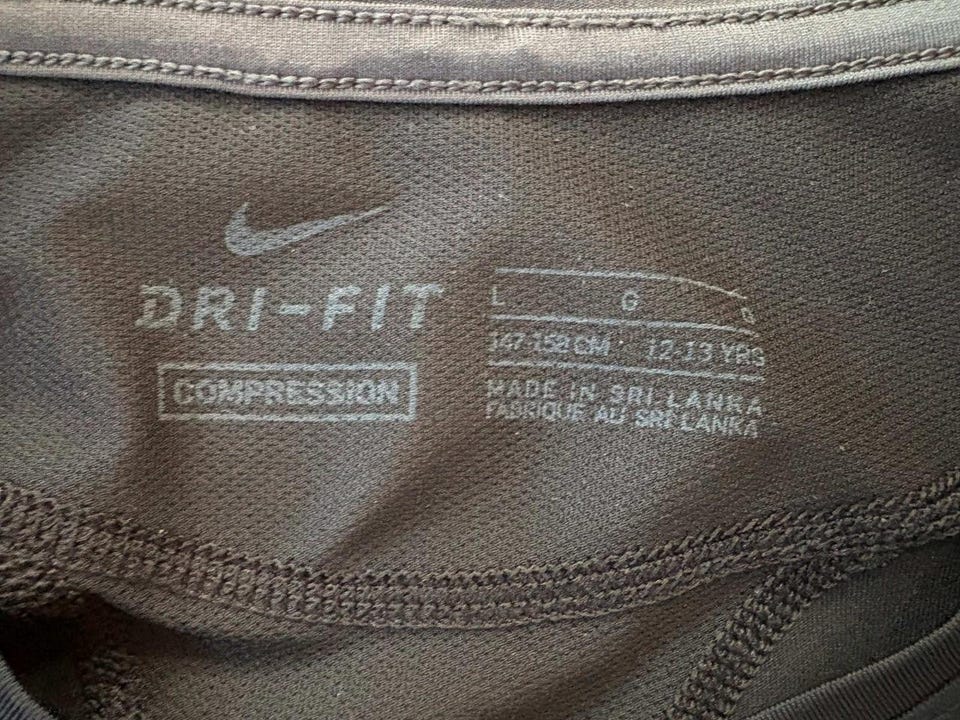 DRI-FIT
COMPRESSION
L G G
147-158 CM 12-13 YRS
MADE IN SRI LANKA
FABRIQUE AU SRI LANKA